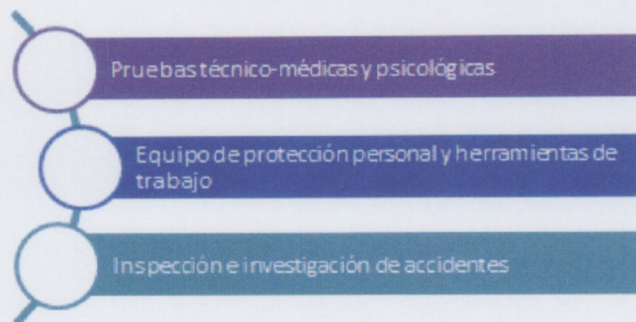 Pruebas técnico-médicas y psicológicas
Equipo de protección personal y herramientas de
trabajo
Inspección e investigación de accidentes